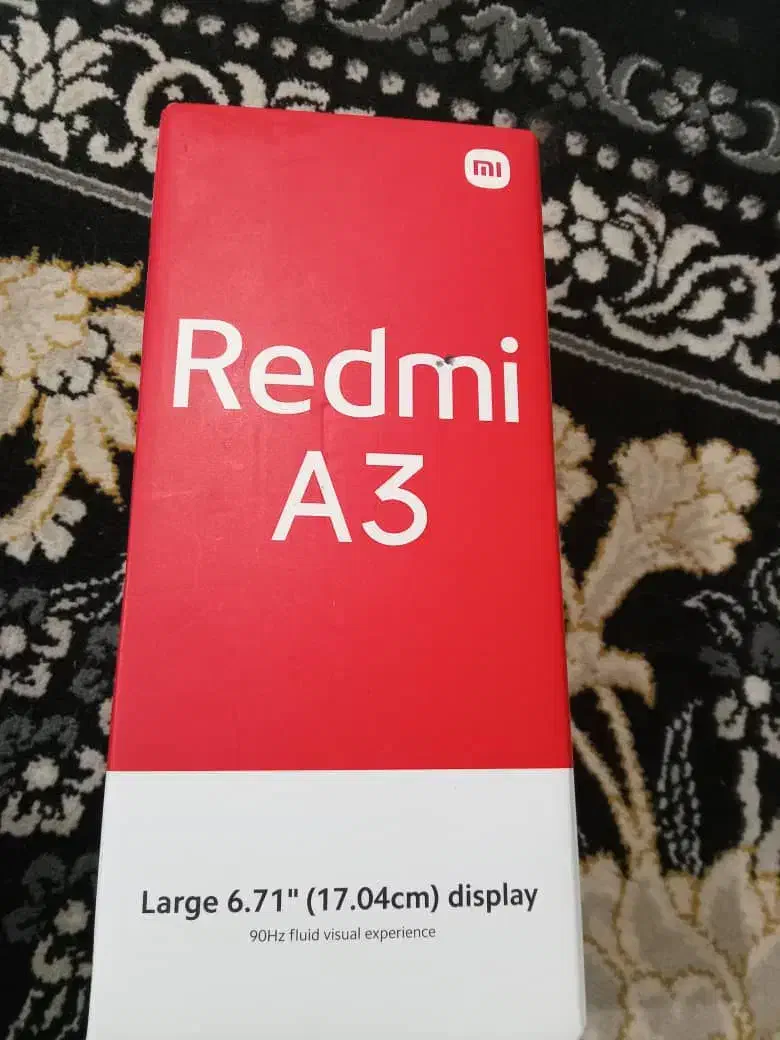 mi
Redmi
A3
Large 6.71" (17.04cm) display
90Hz fluid visual experience